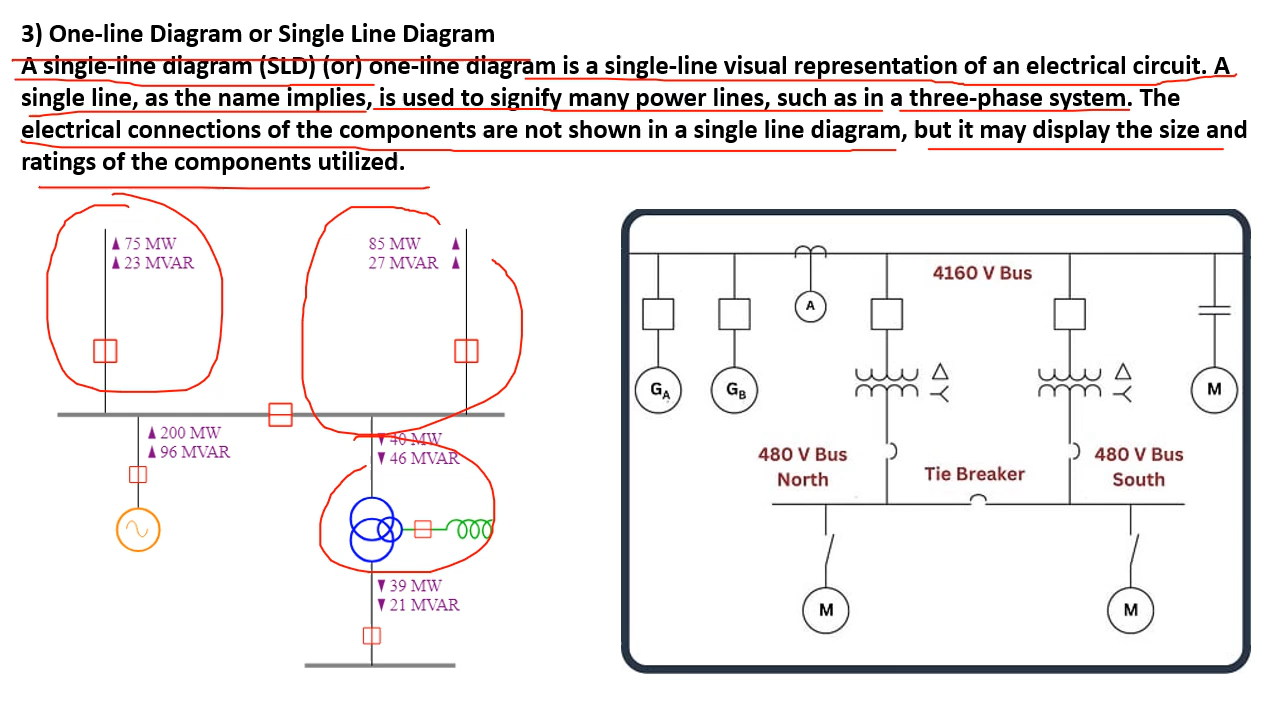 3) One-line Diagram or Single Line Diagram
A single-line diagram (SLD) (or) one-line diagram is a single-line visual representation of an electrical circuit. A
single line, as the name implies, is used to signify many power lines, such as in a three-phase system. The
electrical connections of the components are not shown in a single line diagram, but it may display the size and
ratings of the components utilized.
75 MW
23 MVAR
85 MW
27 MVAR
200 MW
96 MVAR
40 MW
46 MVAR
39 MW
21 MVAR
4160 V Bus
A
GA
GB
M
480 V Bus
North
Tie Breaker
480 V Bus
South
M
M